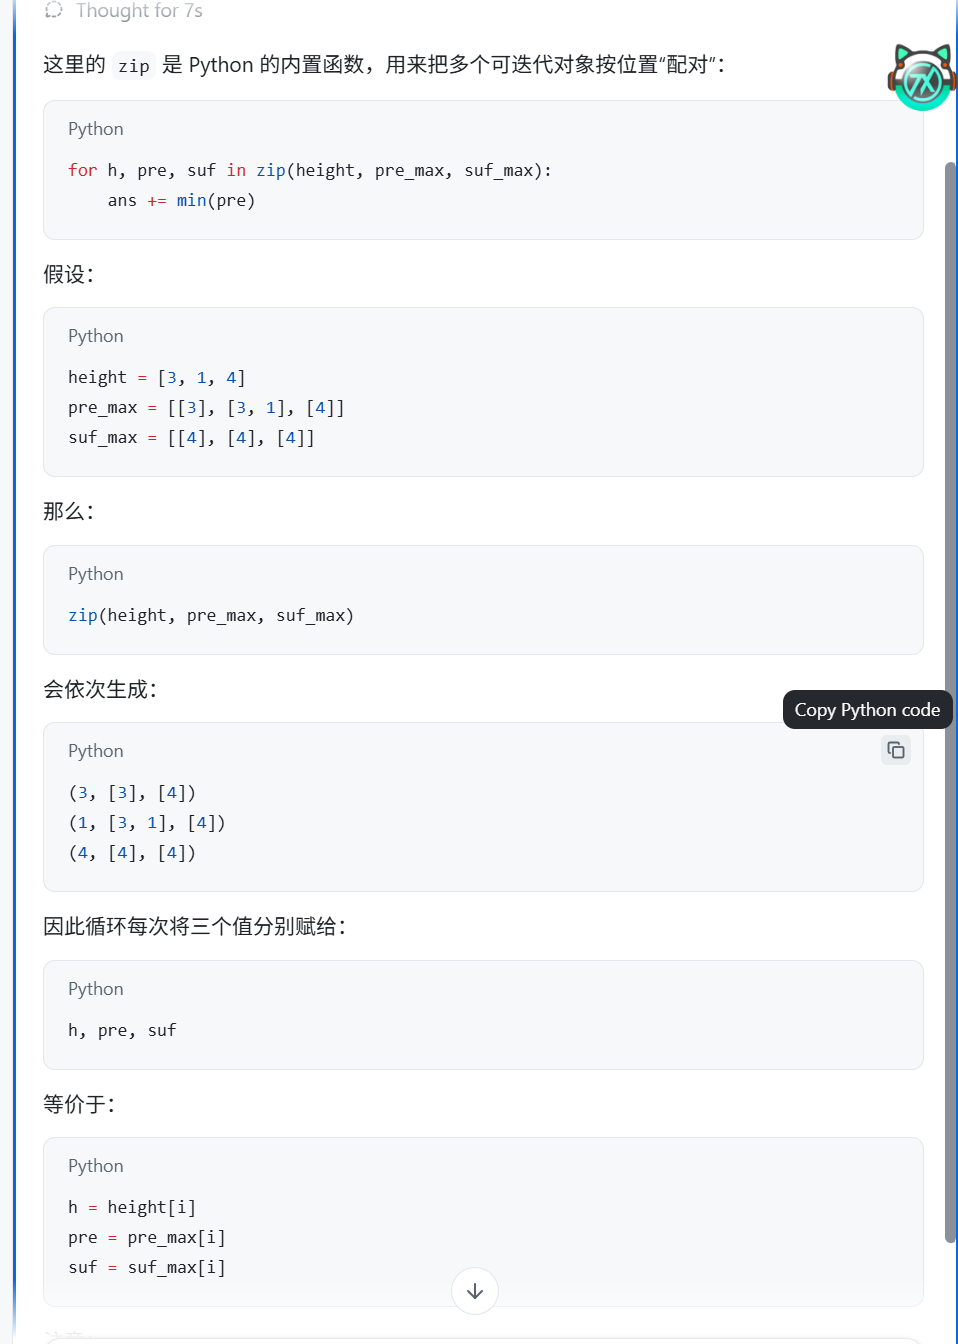 Thought for 7s
这里的 zip 是 Python 的内置函数，用来把多个可迭代对象按位置“配对”：
Python
for h, pre, suf in zip(height, pre_max, suf_max):
    ans += min(pre)
假设：
Python
height = [3, 1, 4]
pre_max = [[3], [3, 1], [4]]
suf_max = [[4], [4], [4]]
那么：
Python
zip(height, pre_max, suf_max)
会依次生成：
Copy Python code
Python
(3, [3], [4])
(1, [3, 1], [4])
(4, [4], [4])
因此循环每次将三个值分别赋给：
Python
h, pre, suf
等价于：
Python
h = height[i]
pre = pre_max[i]
suf = suf_max[i]